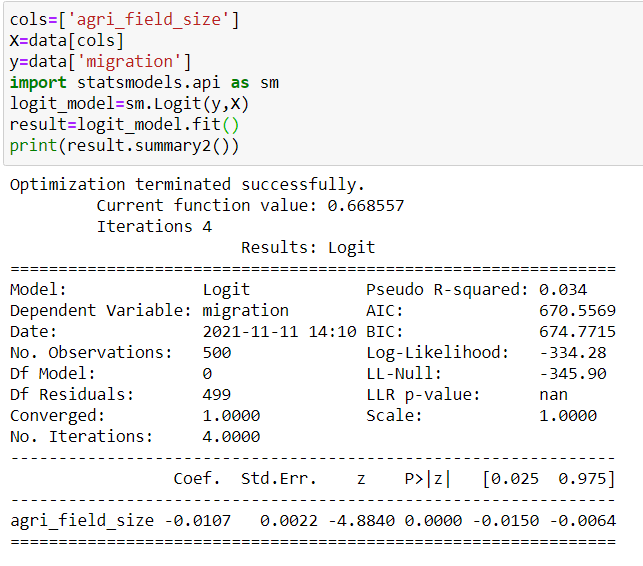 cols=['agri_field_size']
X=data[cols]
y=data['migration']
import statsmodels.api as sm
logit_model=sm.Logit(y,X)
result=logit_model.fit()
print(result.summary2())
Optimization terminated successfully.
         Current function value: 0.668557
         Iterations 4
                        Results: Logit
===============================================================
Model:              Logit            Pseudo R-squared: 0.034
Dependent Variable: migration        AIC:              670.5569
Date:               2021-11-11 14:10 BIC:              674.7715
No. Observations:   500              Log-Likelihood:   -334.28
Df Model:           0                LL-Null:          -345.90
Df Residuals:       499              LLR p-value:      nan
Converged:          1.0000           Scale:            1.0000
No. Iterations:     4.0000
---------------------------------------------------------------
                 Coef.  Std.Err.    z    P>|z|   [0.025  0.975]
---------------------------------------------------------------
agri_field_size -0.0107   0.0022 -4.8840 0.0000 -0.0150 -0.0064
===============================================================